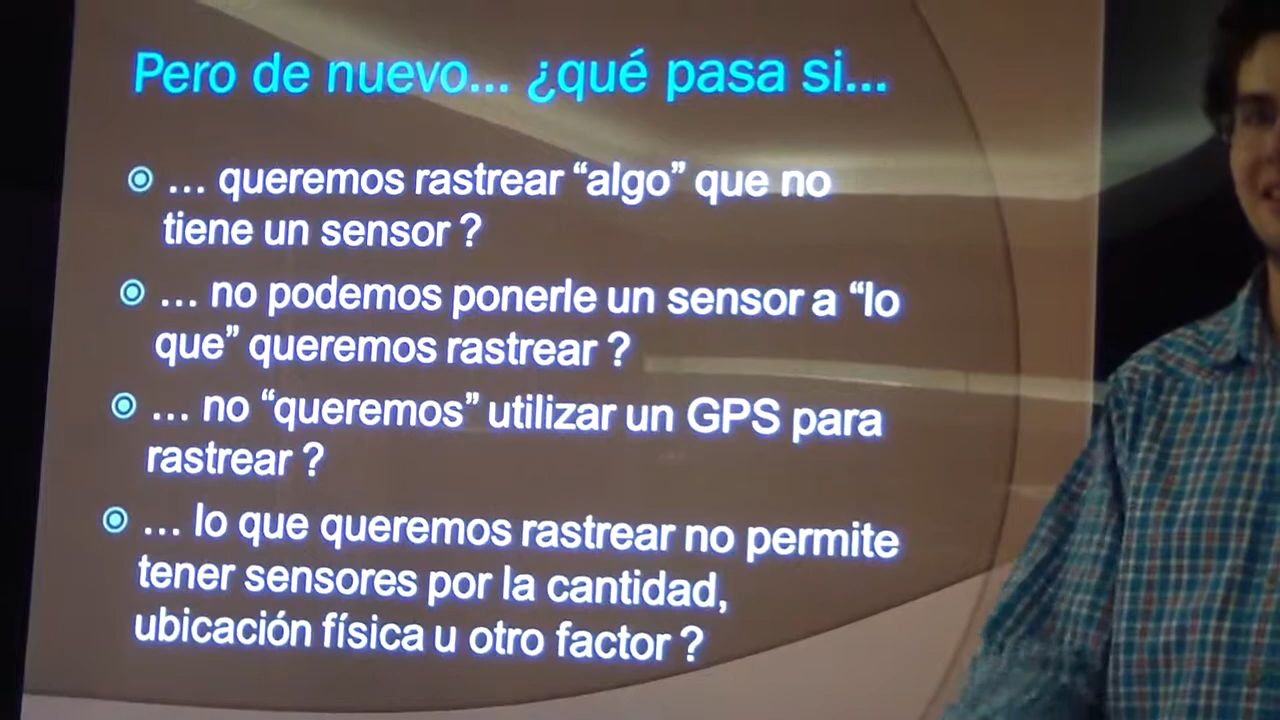 Pero de nuevo... ¿qué pasa si...
... queremos rastrear “algo” que no
tiene un sensor ?
... no podemos ponerle un sensor a “lo
que” queremos rastrear ?
... no “queremos” utilizar un GPS para
rastrear ?
... lo que queremos rastrear no permite
tener sensores por la cantidad,
ubicación física u otro factor ?